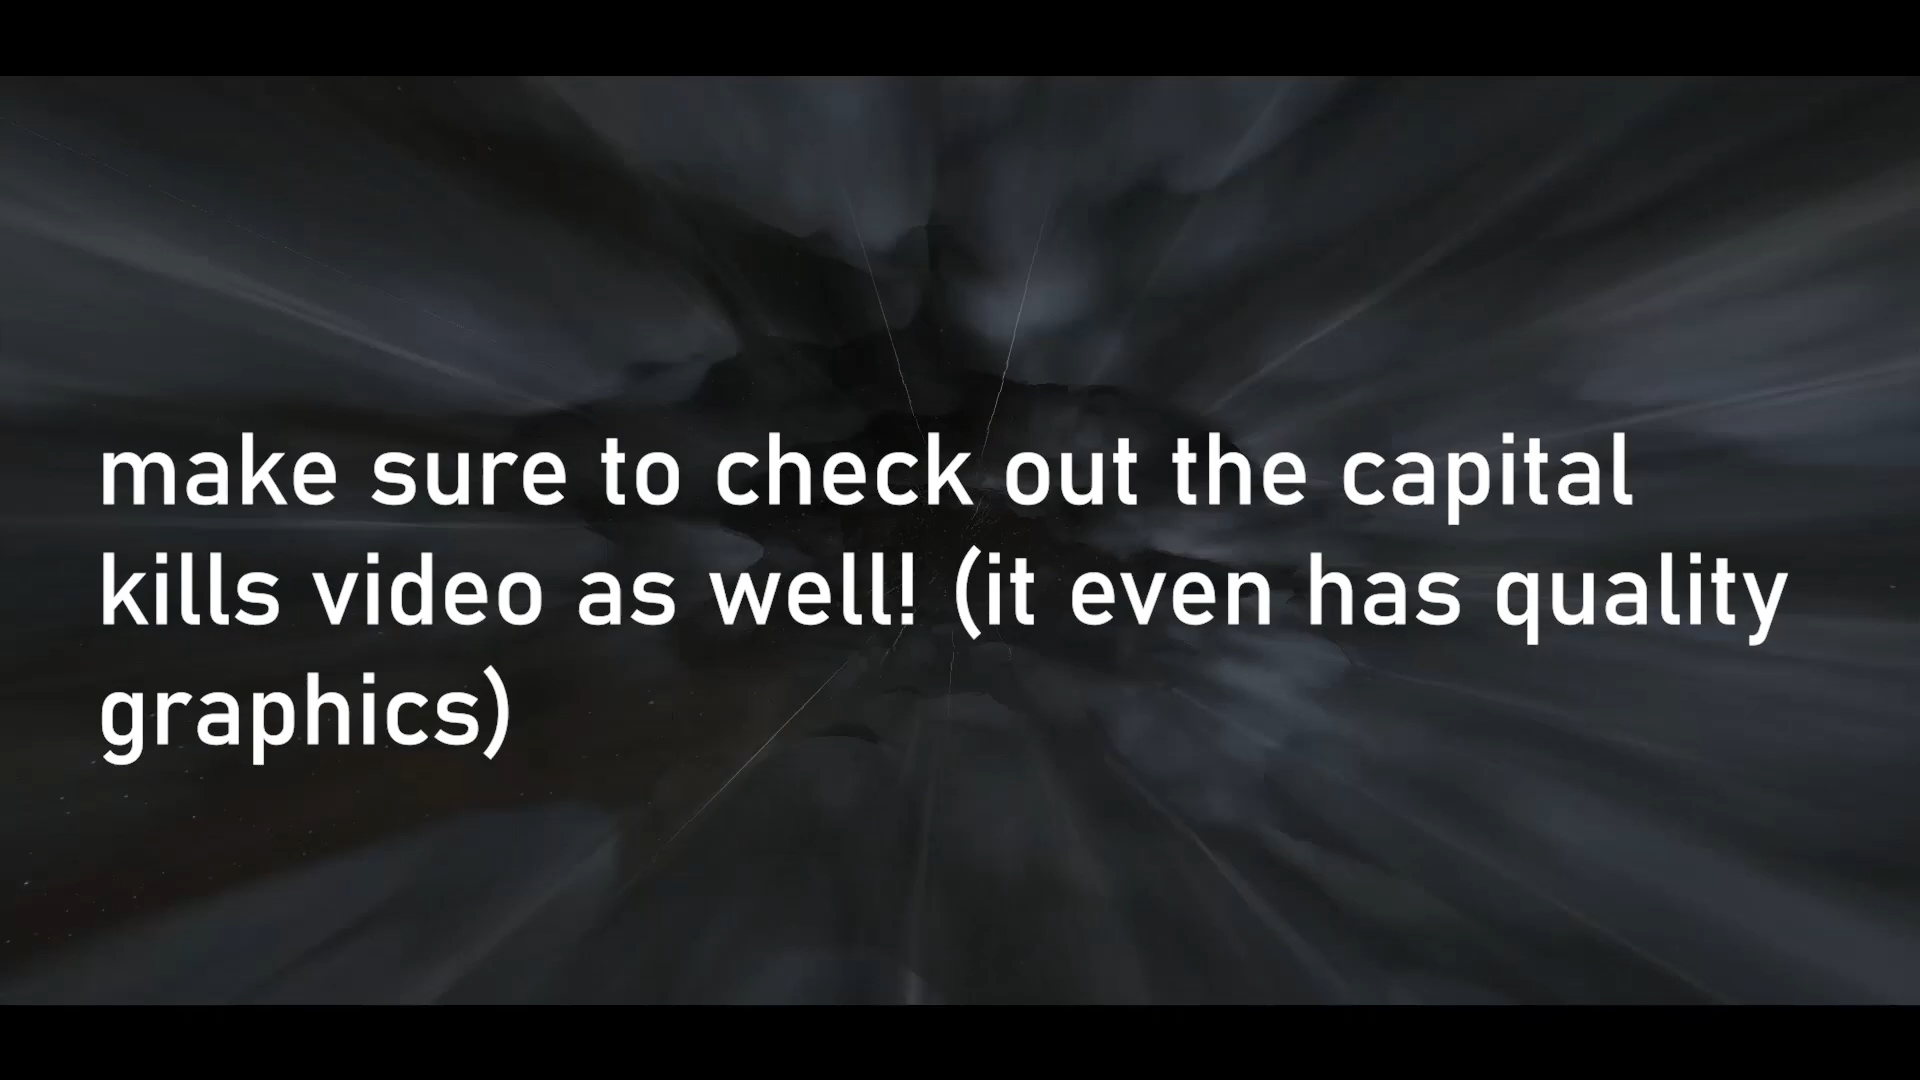 make sure to check out the capital
kills video as well! (it even has quality
graphics)